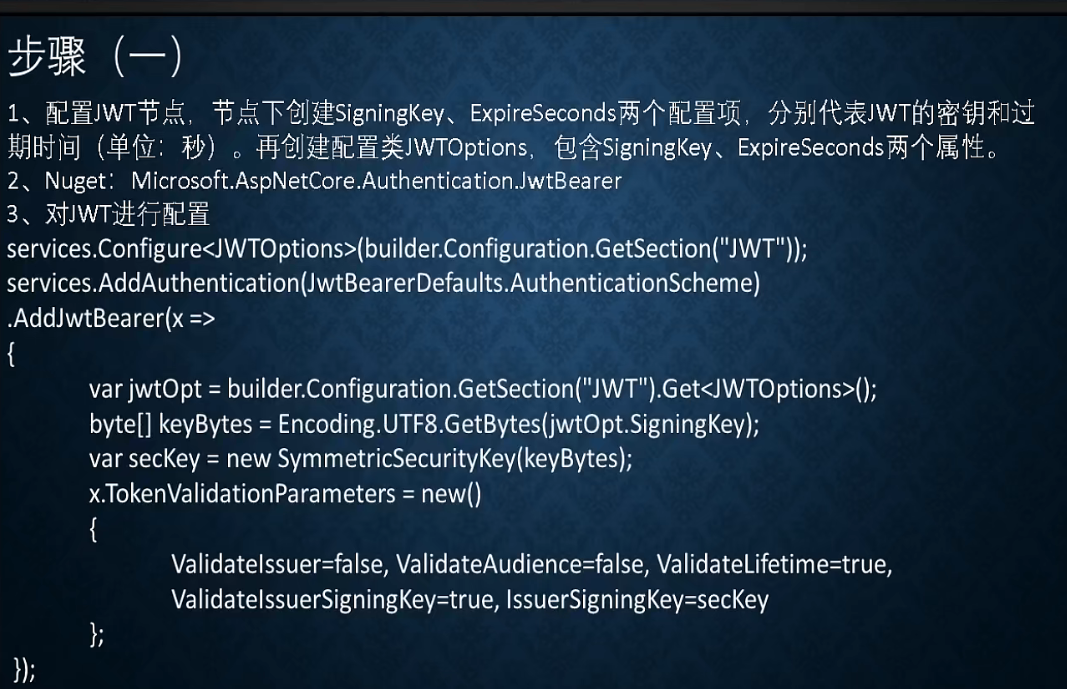 步骤（一）
1、配置JWT节点，节点下创建SigningKey、ExpireSeconds两个配置项，分别代表JWT的密钥和过
期时间（单位：秒）。再创建配置类JWTOptions，包含SigningKey、ExpireSeconds两个属性。
2、Nuget：Microsoft.AspNetCore.Authentication.JwtBearer
3、对JWT进行配置
services.Configure<JWTOptions>(builder.Configuration.GetSection("JWT"));
services.AddAuthentication(JwtBearerDefaults.AuthenticationScheme)
.AddJwtBearer(x =>
{
var jwtOpt = builder.Configuration.GetSection("JWT").Get<JWTOptions>();
byte[] keyBytes = Encoding.UTF8.GetBytes(jwtOpt.SigningKey);
var secKey = new SymmetricSecurityKey(keyBytes);
x.TokenValidationParameters = new()
{
ValidateIssuer=false, ValidateAudience=false, ValidateLifetime=true,
ValidateIssuerSigningKey=true, IssuerSigningKey=secKey
};
});